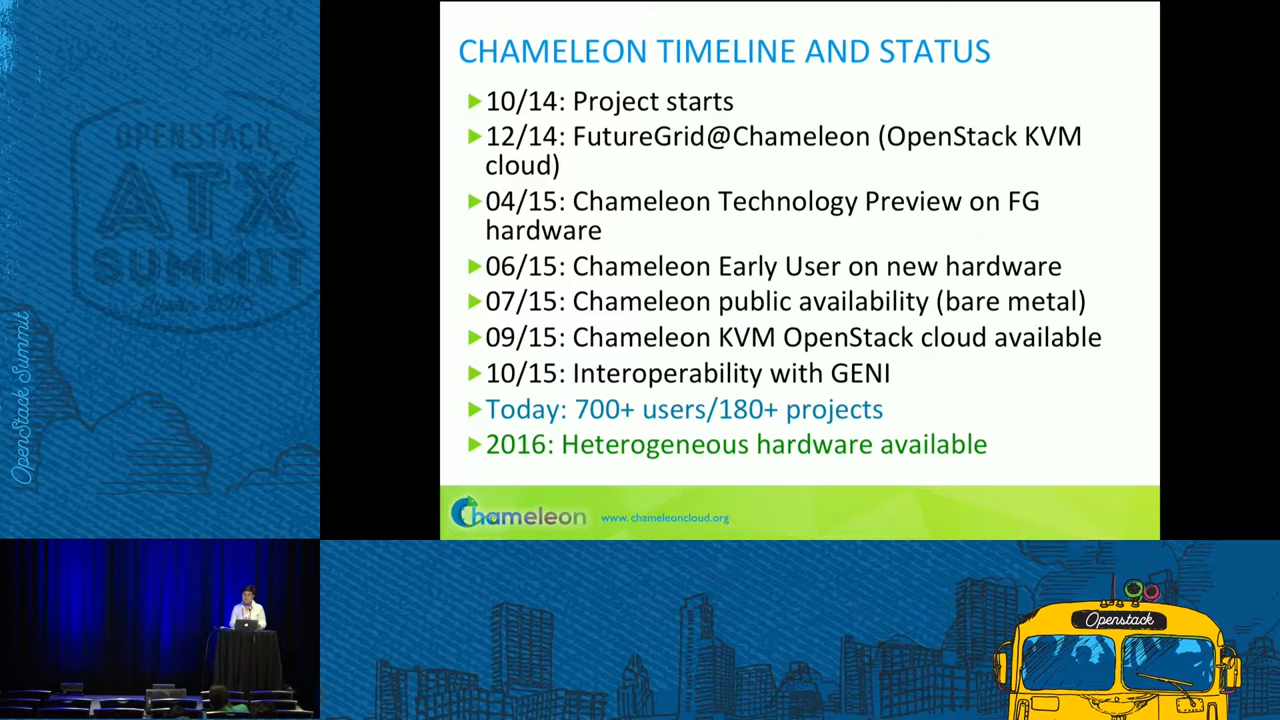 CHAMELEON TIMELINE AND STATUS
10/14: Project starts
12/14: FutureGrid@Chameleon (OpenStack KVM
cloud)
04/15: Chameleon Technology Preview on FG
hardware
06/15: Chameleon Early User on new hardware
07/15: Chameleon public availability (bare metal)
09/15: Chameleon KVM OpenStack cloud available
10/15: Interoperability with GENI
Today: 700+ users/180+ projects
2016: Heterogeneous hardware available
Chameleon
www. chameleoncloud.org
OPENSTACK
ATX
SUMMIT
OpenStack Summit
Openstack